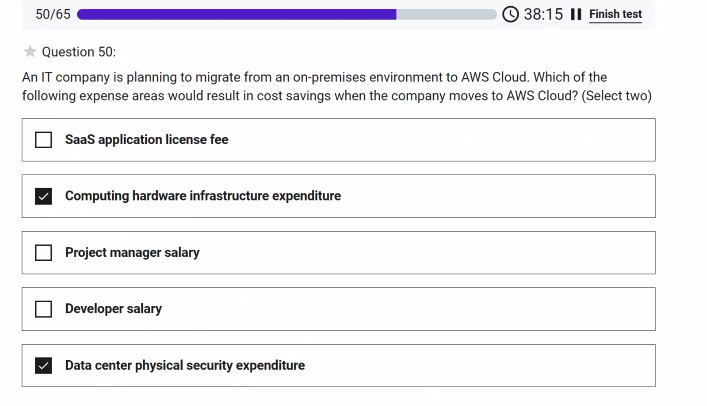 50/65 38:15 Finish test
Question 50:
An IT company is planning to migrate from an on-premises environment to AWS Cloud. Which of the
following expense areas would result in cost savings when the company moves to AWS Cloud? (Select two)
SaaS application license fee
Computing hardware infrastructure expenditure
Project manager salary
Developer salary
Data center physical security expenditure